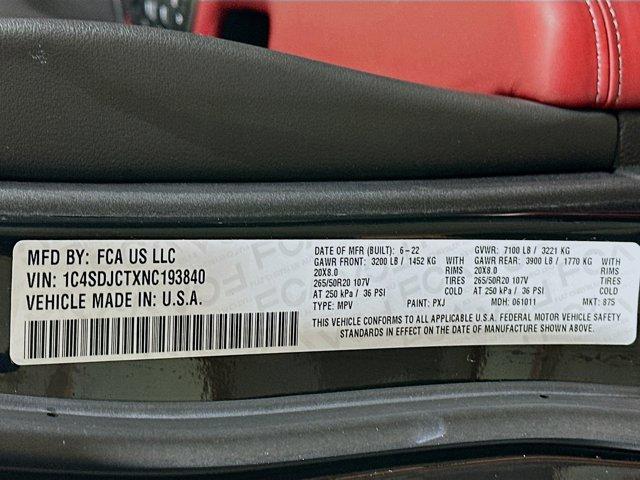 MFD BY: FCA US LLC
VIN: 1C4SDJCTXNC193840
VEHICLE MADE IN: U.S.A.
DATE OF MFR (BUILT): 6-22 GVWR: 7100 LB / 3221 KG
GAWR FRONT: 3200 LB / 1452 KG WITH GAWR REAR: 3900 LB / 1770 KG WITH
20X8.0 RIMS 20X8.0 RIMS
265/50R20 107V TIRES 265/50R20 107V TIRES
AT 250 kPa / 36 PSI COLD AT 250 kPa / 36 PSI COLD
TYPE: MPV PAINT: PXJ MDH: 061011 MKT: 875
THIS VEHICLE CONFORMS TO ALL APPLICABLE U.S.A. FEDERAL MOTOR VEHICLE SAFETY
STANDARDS IN EFFECT ON THE DATE OF MANUFACTURE SHOWN ABOVE.